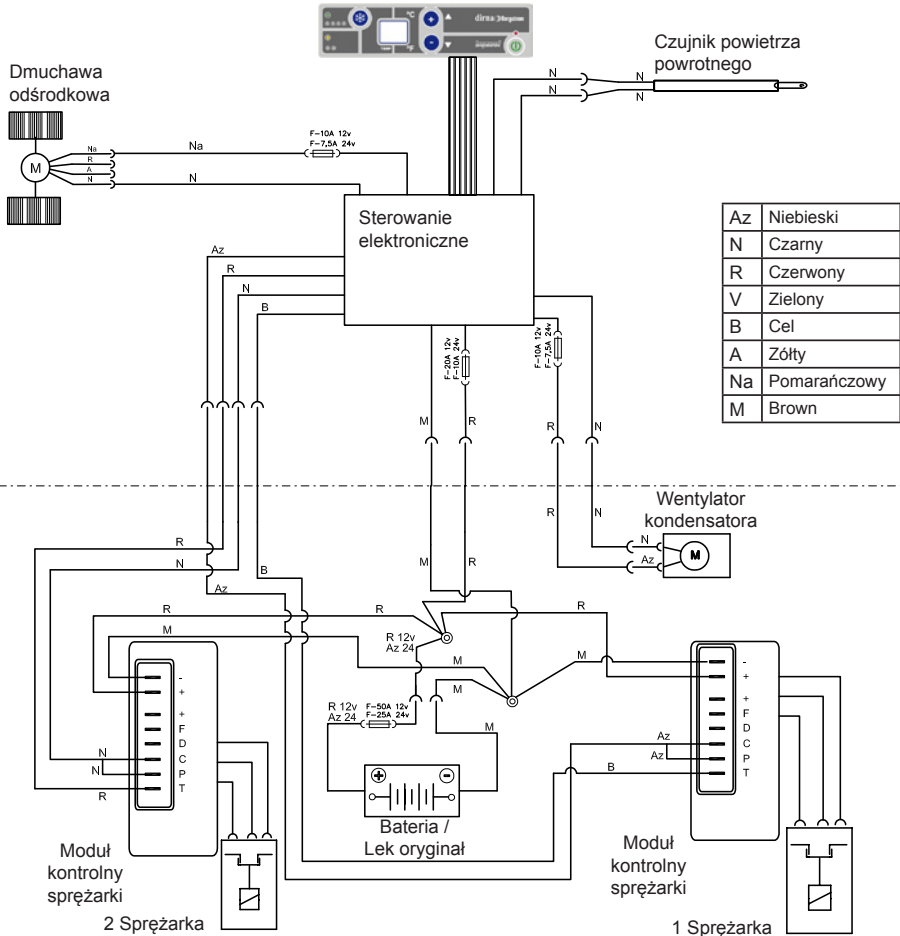 °C
°F
dirna Bergstrom
Dmuchawa
odśrodkowa
Czujnik powietrza
powrotnego
N
N
N
N
F-10A 12v
F-7,5A 24v
Na
R
A
N
Na
N
M
Sterowanie
elektroniczne
Az Niebieski
N Czarny
R Czerwony
V Zielony
B Cel
A Zółty
Na Pomarańczowy
M Brown
Az
R
N
B
F-20A 12v
F-10A 24v
F-10A 12v
F-7,5A 24v
M
R
R
N
Wentylator
kondensatora
R
N
N
Az
M
R
N
B
Az
M
R
R
R
R
M
R 12v
Az 24
M
M
M
R 12v
Az 24
F-50A 12v
F-25A 24v
M
+
-
Bateria /
Lek oryginał
-
+
+
F
D
C
P
T
N
N
R
Moduł
kontrolny
sprężarki
2 Sprężarka
-
+
+
F
D
C
P
T
Az
Az
B
Moduł
kontrolny
sprężarki
1 Sprężarka